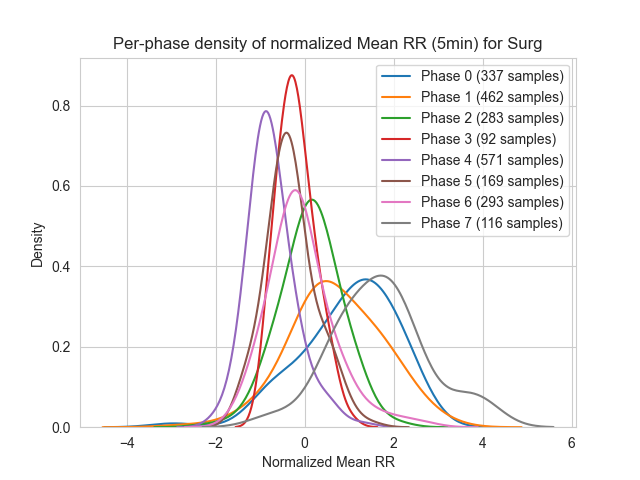 Per-phase density of normalized Mean RR (5min) for Surg
Phase 0 (337 samples)
Phase 1 (462 samples)
Phase 2 (283 samples)
Phase 3 (92 samples)
Phase 4 (571 samples)
Phase 5 (169 samples)
Phase 6 (293 samples)
Phase 7 (116 samples)
Density
0.8
0.6
0.4
0.2
0.0
−4
−2
0
2
4
6
Normalized Mean RR